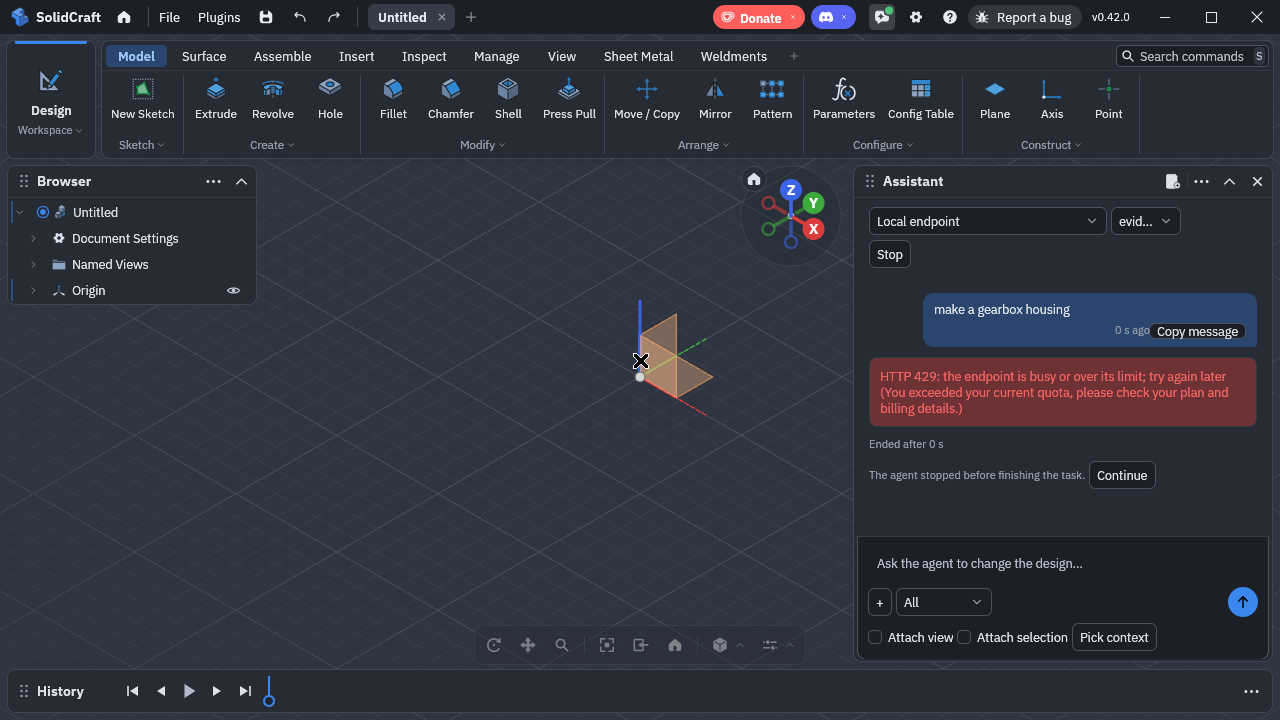 SolidCraft
File
Plugins
Untitled
Donate
Report a bug
v0.42.0
Design
Workspace
Model
Surface
Assemble
Insert
Inspect
Manage
View
Sheet Metal
Weldments
Search commands
S
New Sketch
Extrude
Revolve
Hole
Fillet
Chamfer
Shell
Press Pull
Move / Copy
Mirror
Pattern
Parameters
Config Table
Plane
Axis
Point
Sketch
Create
Modify
Arrange
Configure
Construct
Browser
Untitled
Document Settings
Named Views
Origin
Z
Y
X
Assistant
Local endpoint
evid...
Stop
make a gearbox housing
0 s ago
Copy message
HTTP 429: the endpoint is busy or over its limit; try again later
(You exceeded your current quota, please check your plan and
billing details.)
Ended after 0 s
The agent stopped before finishing the task.
Continue
Ask the agent to change the design...
+
All
Attach view
Attach selection
Pick context
History